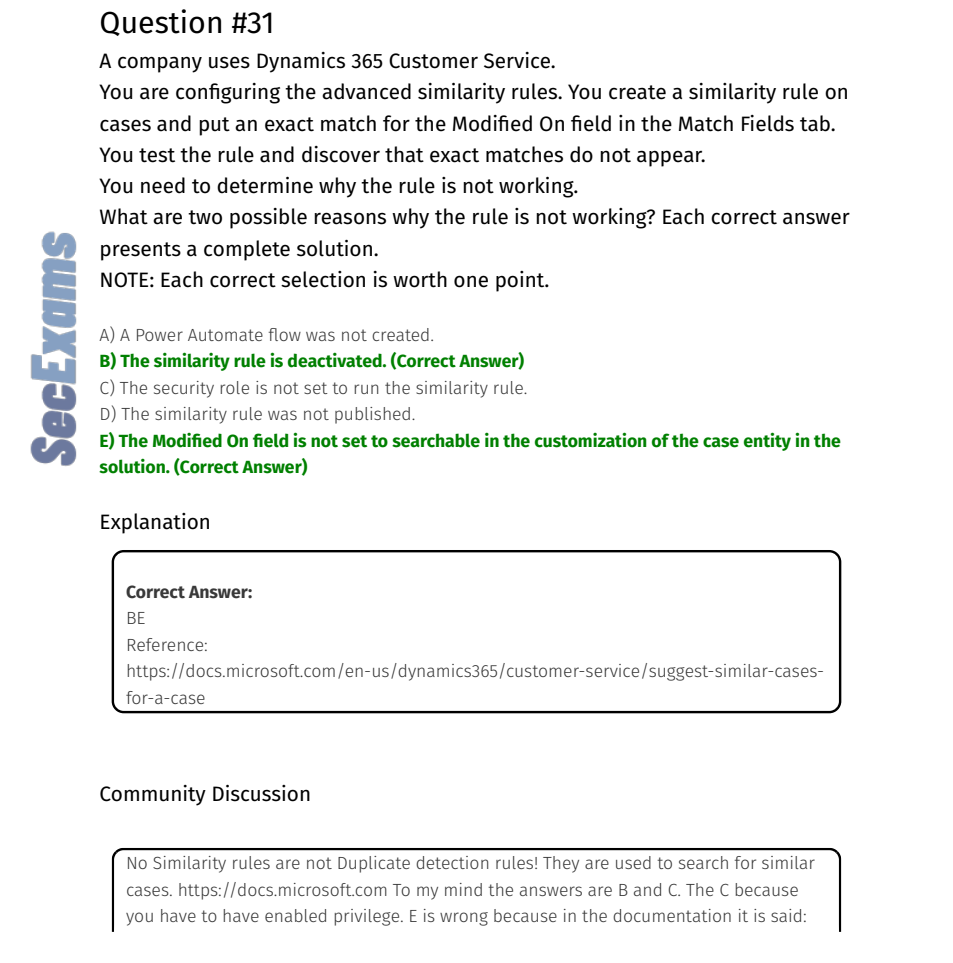 Question #31
A company uses Dynamics 365 Customer Service.
You are configuring the advanced similarity rules. You create a similarity rule on
cases and put an exact match for the Modified On field in the Match Fields tab.
You test the rule and discover that exact matches do not appear.
You need to determine why the rule is not working.
What are two possible reasons why the rule is not working? Each correct answer
presents a complete solution.
NOTE: Each correct selection is worth one point.
SecExams
A) A Power Automate flow was not created.
B) The similarity rule is deactivated. (Correct Answer)
C) The security role is not set to run the similarity rule.
D) The similarity rule was not published.
E) The Modified On field is not set to searchable in the customization of the case entity in the
solution. (Correct Answer)
Explanation
Correct Answer:
BE
Reference:
https://docs.microsoft.com/en-us/dynamics365/customer-service/suggest-similar-cases-
for-a-case
Community Discussion
No Similarity rules are not Duplicate detection rules! They are used to search for similar
cases. https://docs.microsoft.com To my mind the answers are B and C. The C because
you have to have enabled privilege. E is wrong because in the documentation it is said: